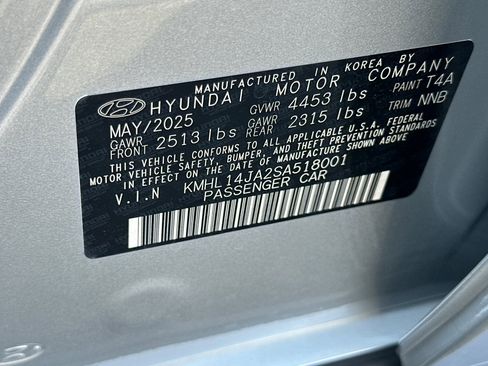 MANUFACTURED IN KOREA BY
HYUNDAI MOTOR COMPANY
MAY/2025 GVWR 4453 lbs PAINT T4A
GAWR FRONT 2513 lbs GAWR REAR 2315 lbs TRIM NNB
THIS VEHICLE CONFORMS TO ALL APPLICABLE U.S.A. FEDERAL
MOTOR VEHICLE SAFETY, BUMPER, AND THEFT PREVENTION
STANDARDS IN EFFECT ON THE DATE OF MANUFACTURE SHOWN ABOVE
V.I.N KMHL14JA2SA518001
PASSENGER CAR